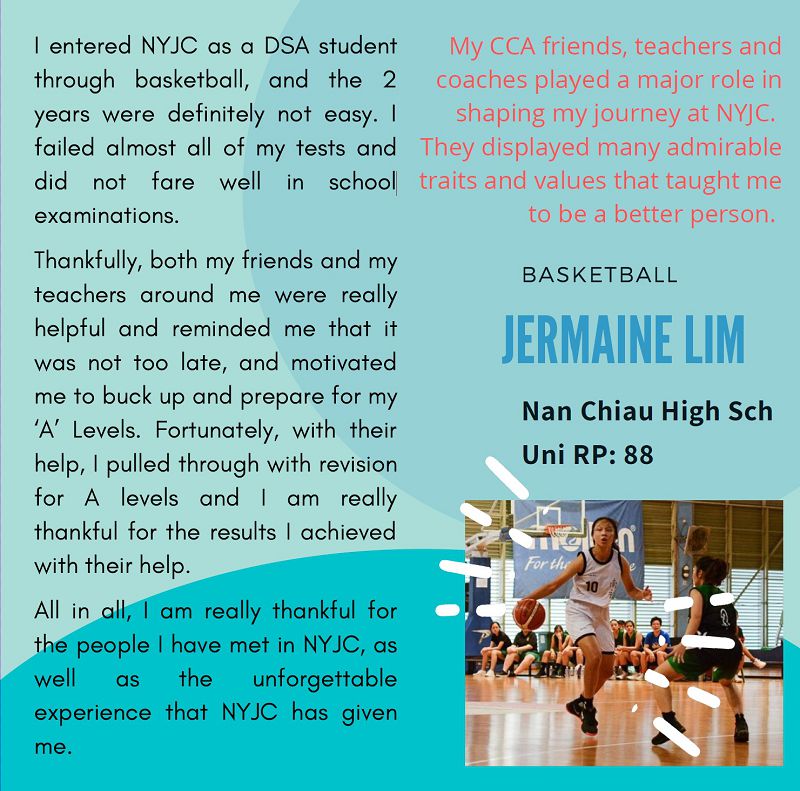 I entered NYJC as a DSA student
through basketball, and the 2
years were definitely not easy. I
failed almost all of my tests and
did not fare well in school
examinations.
Thankfully, both my friends and my
teachers around me were really
helpful and reminded me that it
was not too late, and motivated
me to buck up and prepare for my
‘A’ Levels. Fortunately, with their
help, I pulled through with revision
for A levels and I am really
thankful for the results I achieved
with their help.
All in all, I am really thankful for
the people I have met in NYJC, as
well as the unforgettable
experience that NYJC has given
me.
My CCA friends, teachers and
coaches played a major role in
shaping my journey at NYJC.
They displayed many admirable
traits and values that taught me
to be a better person.
BASKETBALL
JERMAINE LIM
Nan Chiau High Sch
Uni RP: 88
For the
10